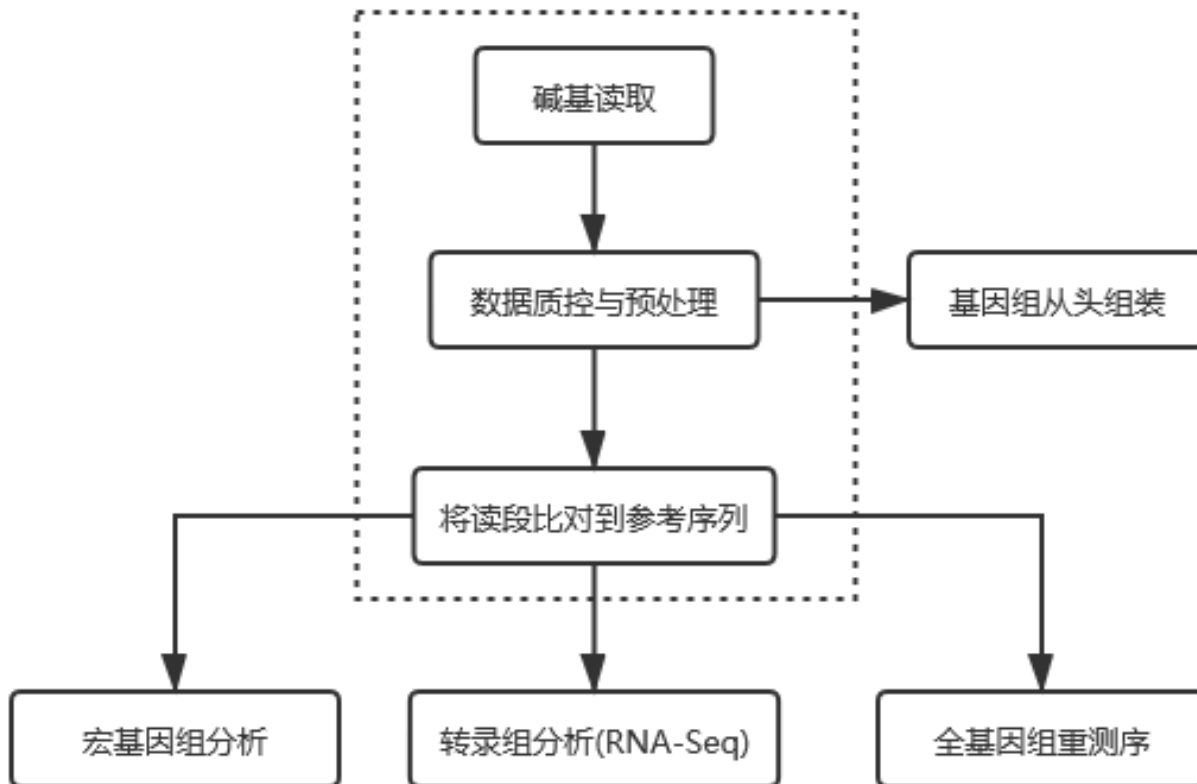 碱基读取
数据质控与预处理
基因组从头组装
将读段比对到参考序列
宏基因组分析
转录组分析(RNA-Seq)
全基因组重测序